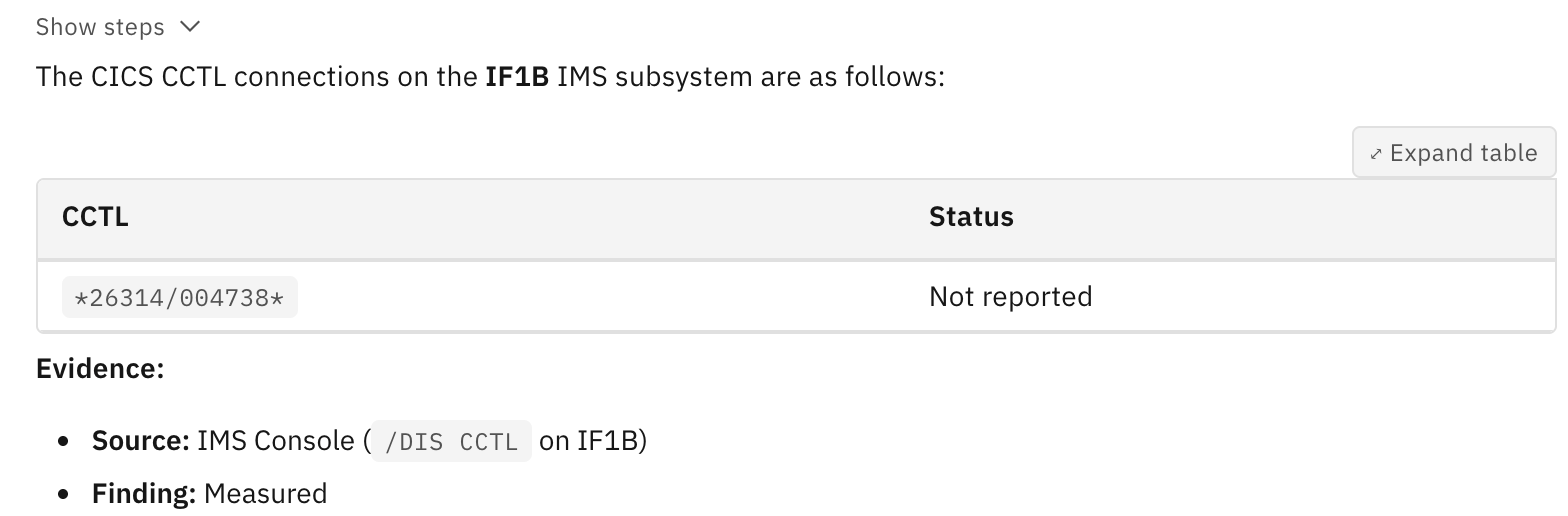 Show steps
The CICS CCTL connections on the IF1B IMS subsystem are as follows:
Expand table
CCTL Status
*26314/004738* Not reported
Evidence:
• Source: IMS Console ( /DIS CCTL on IF1B)
• Finding: Measured